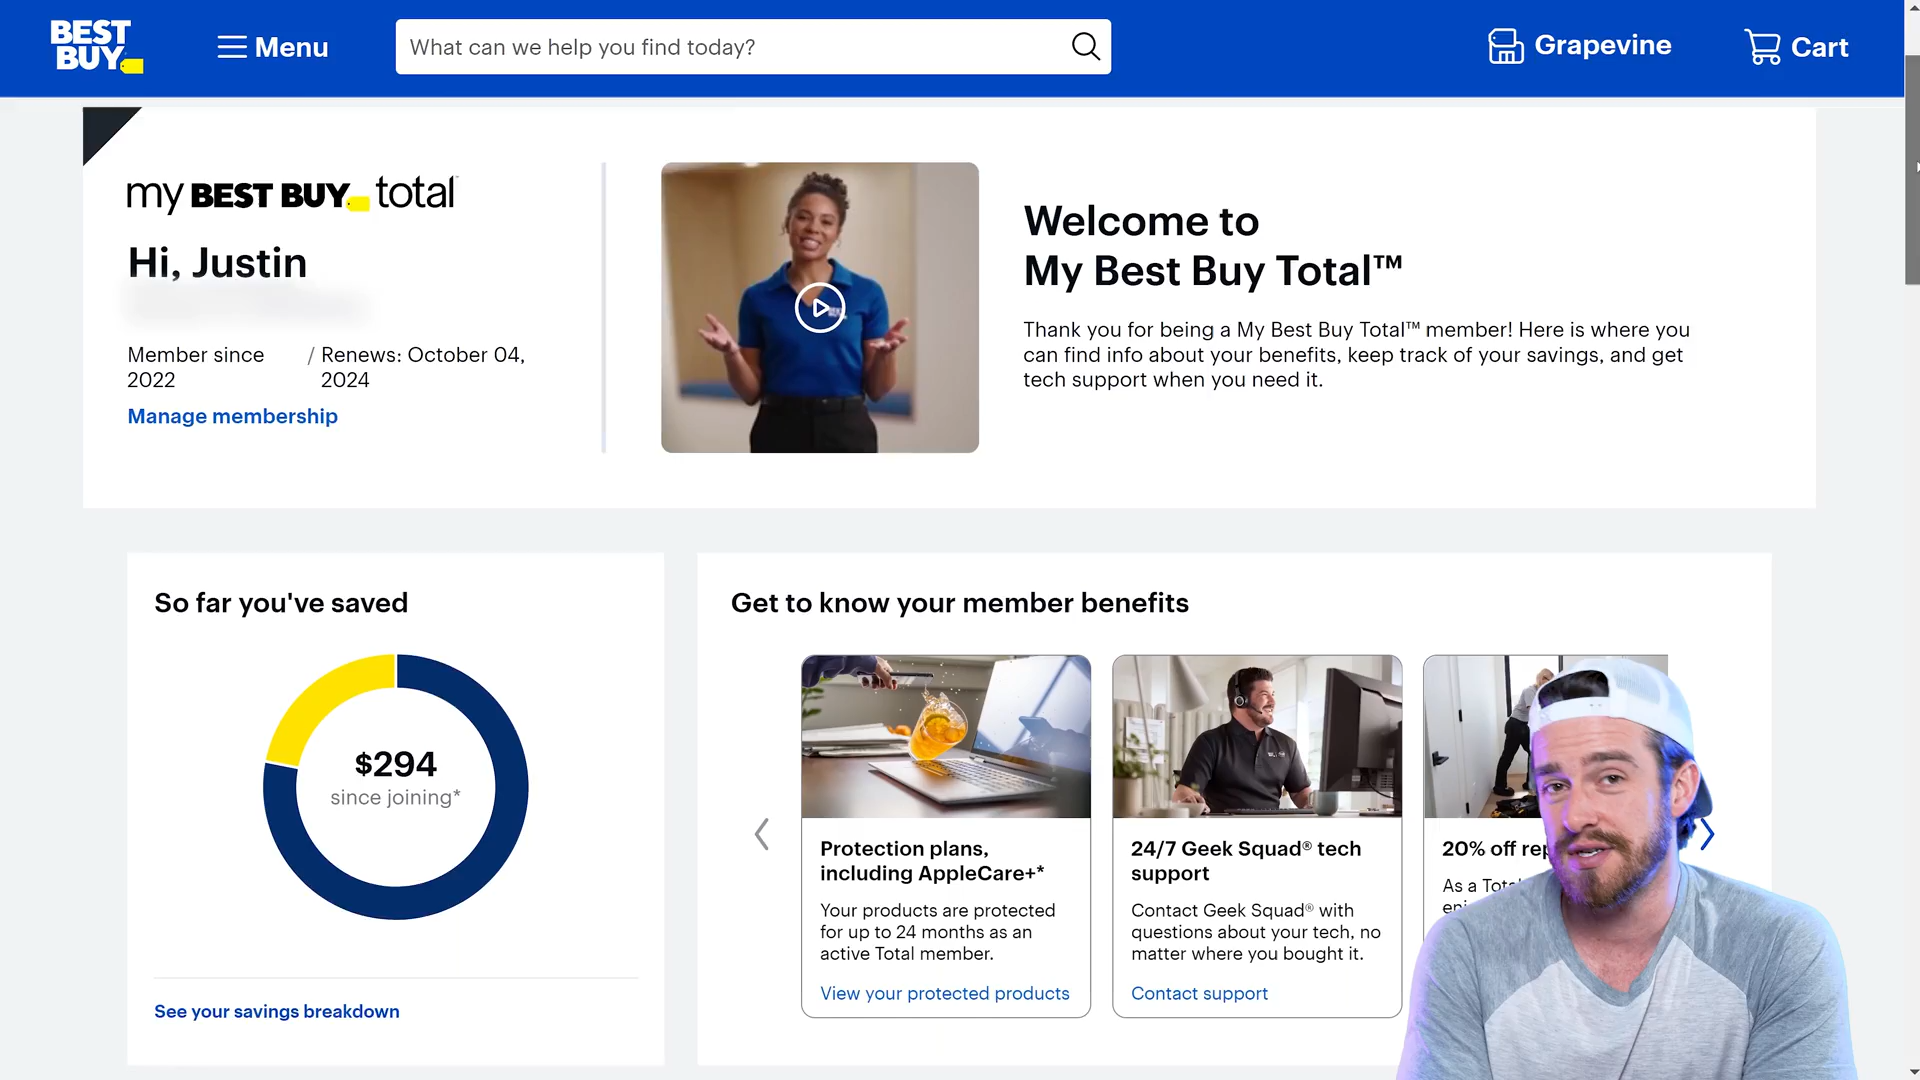 BEST
BUY
Menu
What can we help you find today?
Grapevine
Cart
my BEST BUY total
Hi, Justin
Member since
2022
/ Renews: October 04,
2024
Manage membership
Welcome to
My Best Buy Total™
Thank you for being a My Best Buy Total™ member! Here is where you
can find info about your benefits, keep track of your savings, and get
tech support when you need it.
So far you've saved
$294
since joining*
See your savings breakdown
Get to know your member benefits
Protection plans,
including AppleCare+*
Your products are protected
for up to 24 months as an
active Total member.
View your protected products
24/7 Geek Squad® tech
support
Contact Geek Squad® with
questions about your tech, no
matter where you bought it.
Contact support
20% off
As a